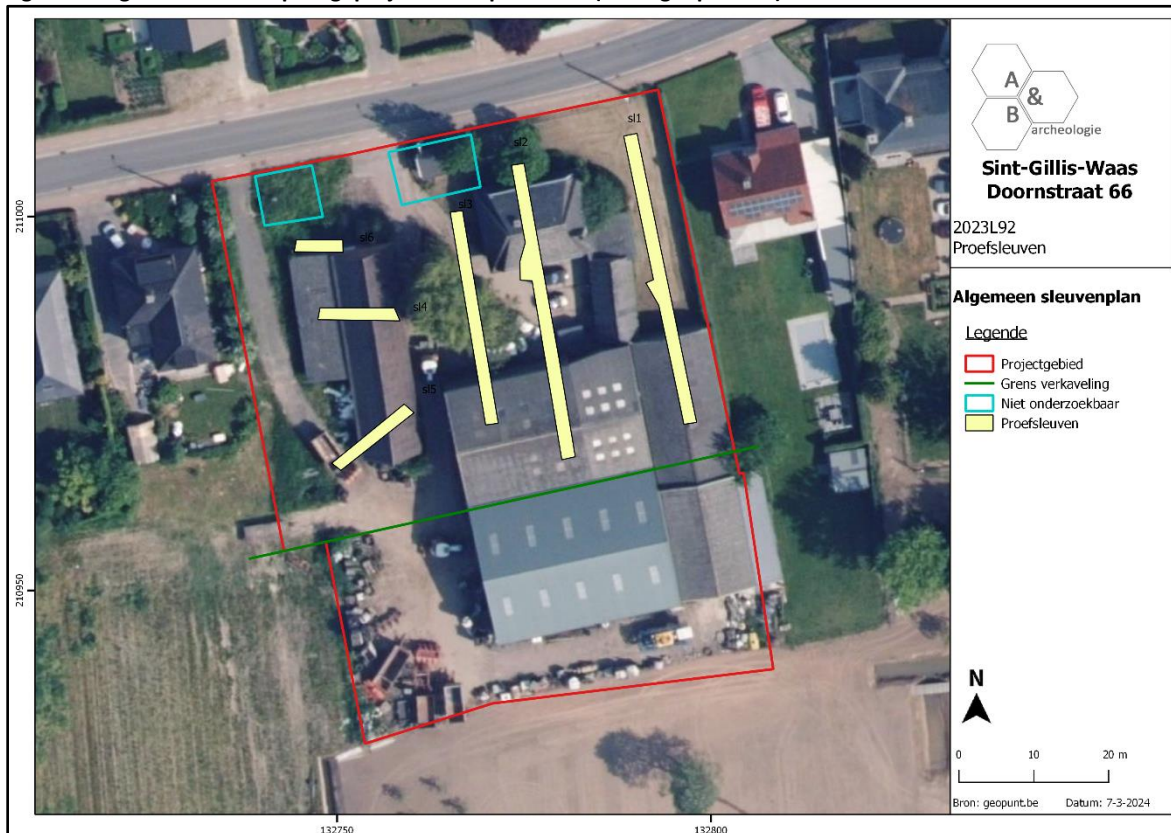 sl1
sl2
sl3
sl6
sl4
sl5
211000
210950
132750
132800
A
&
B
archeologie
Sint-Gillis-Waas
Doornstraat 66
2023L92
Proefsleuven
Algemeen sleuvenplan
Legende
Projectgebied
Grens verkaveling
Niet onderzoekbaar
Proefsleuven
N
0 10 20 m
Bron: geopunt.be Datum: 7-3-2024